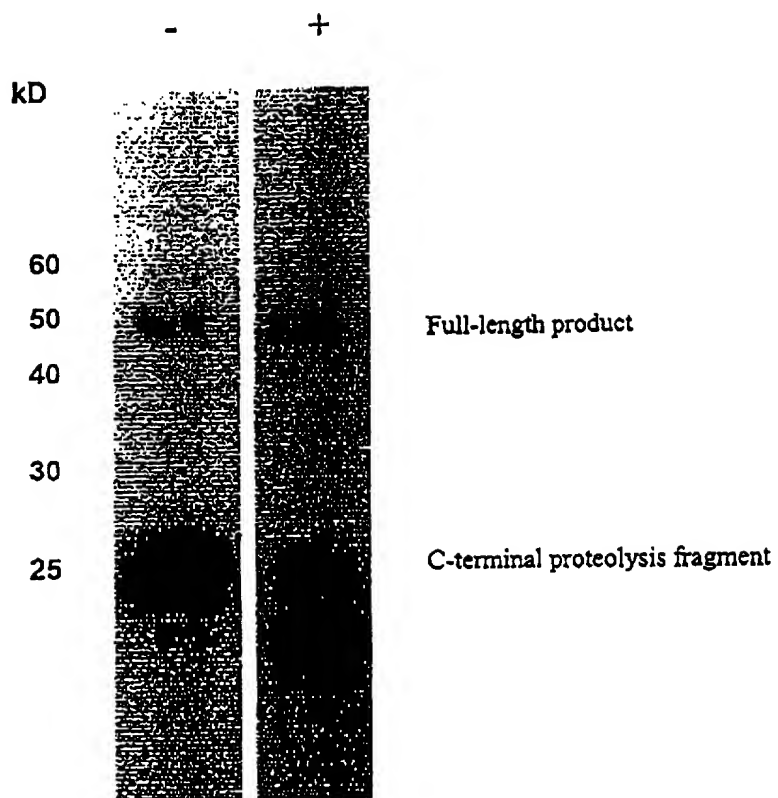 - +
kD
60
50 Full-length product
40
30
25 C-terminal proteolysis fragment